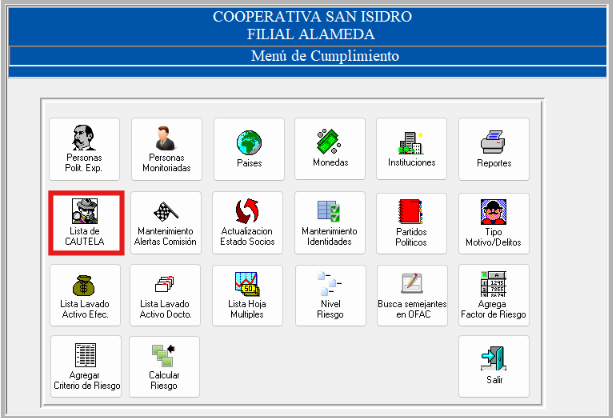 COOPERATIVA SAN ISIDRO
FILIAL ALAMEDA
Menú de Cumplimiento
Personas
Polit. Exp.
Personas
Monitoriadas
Paises
Monedas
Instituciones
Reportes
Lista de
CAUTELA
Mantenimiento
Alertas Comisión
Actualizacion
Estado Socios
Mantenimiento
Identidades
Partidos
Políticos
Tipo
Motivo/Delitos
Lista Lavado
Activo Efec.
Lista Lavado
Activo Docto.
Lista Hoja
Multiples
Nivel
Riesgo
Busca semejantes
en OFAC
Agrega
Factor de Riesgo
Agregar
Criterio de Riesgo
Calcular
Riesgo
Salir